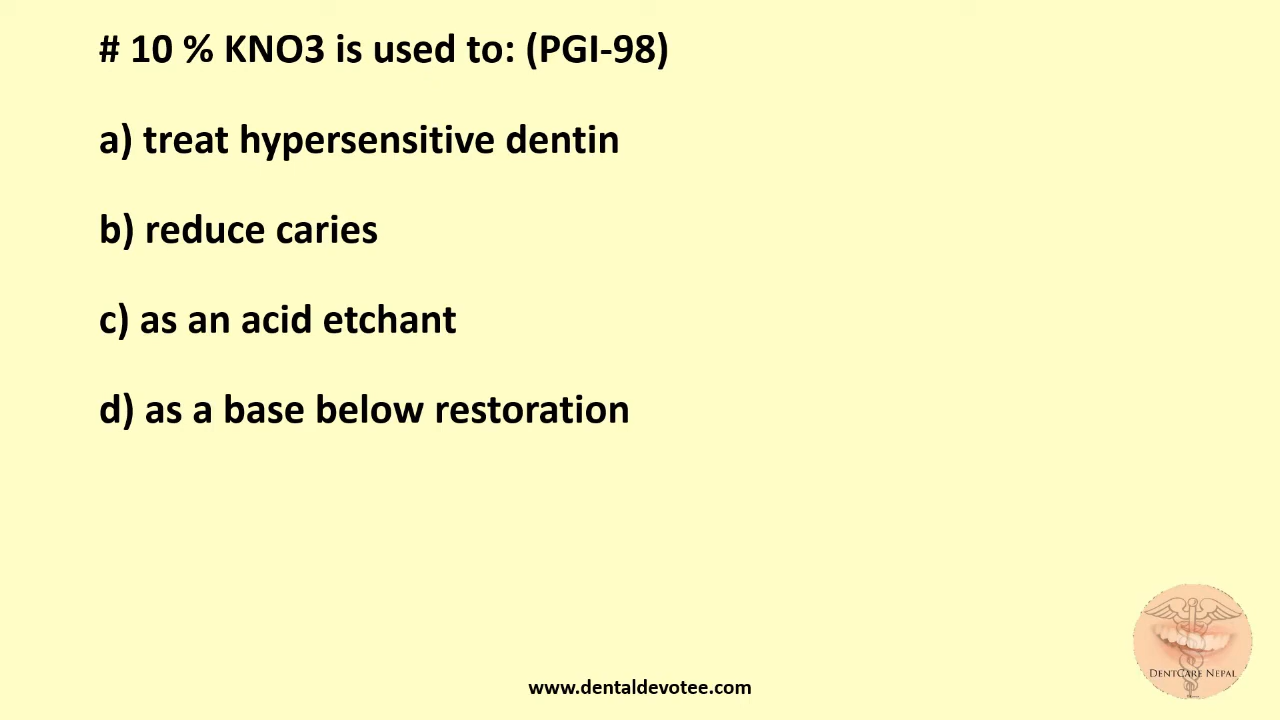 # 10 % KNO3 is used to: (PGI-98)
a) treat hypersensitive dentin
b) reduce caries
c) as an acid etchant
d) as a base below restoration
DENTCARE NEPAL
www.dentaldevotee.com